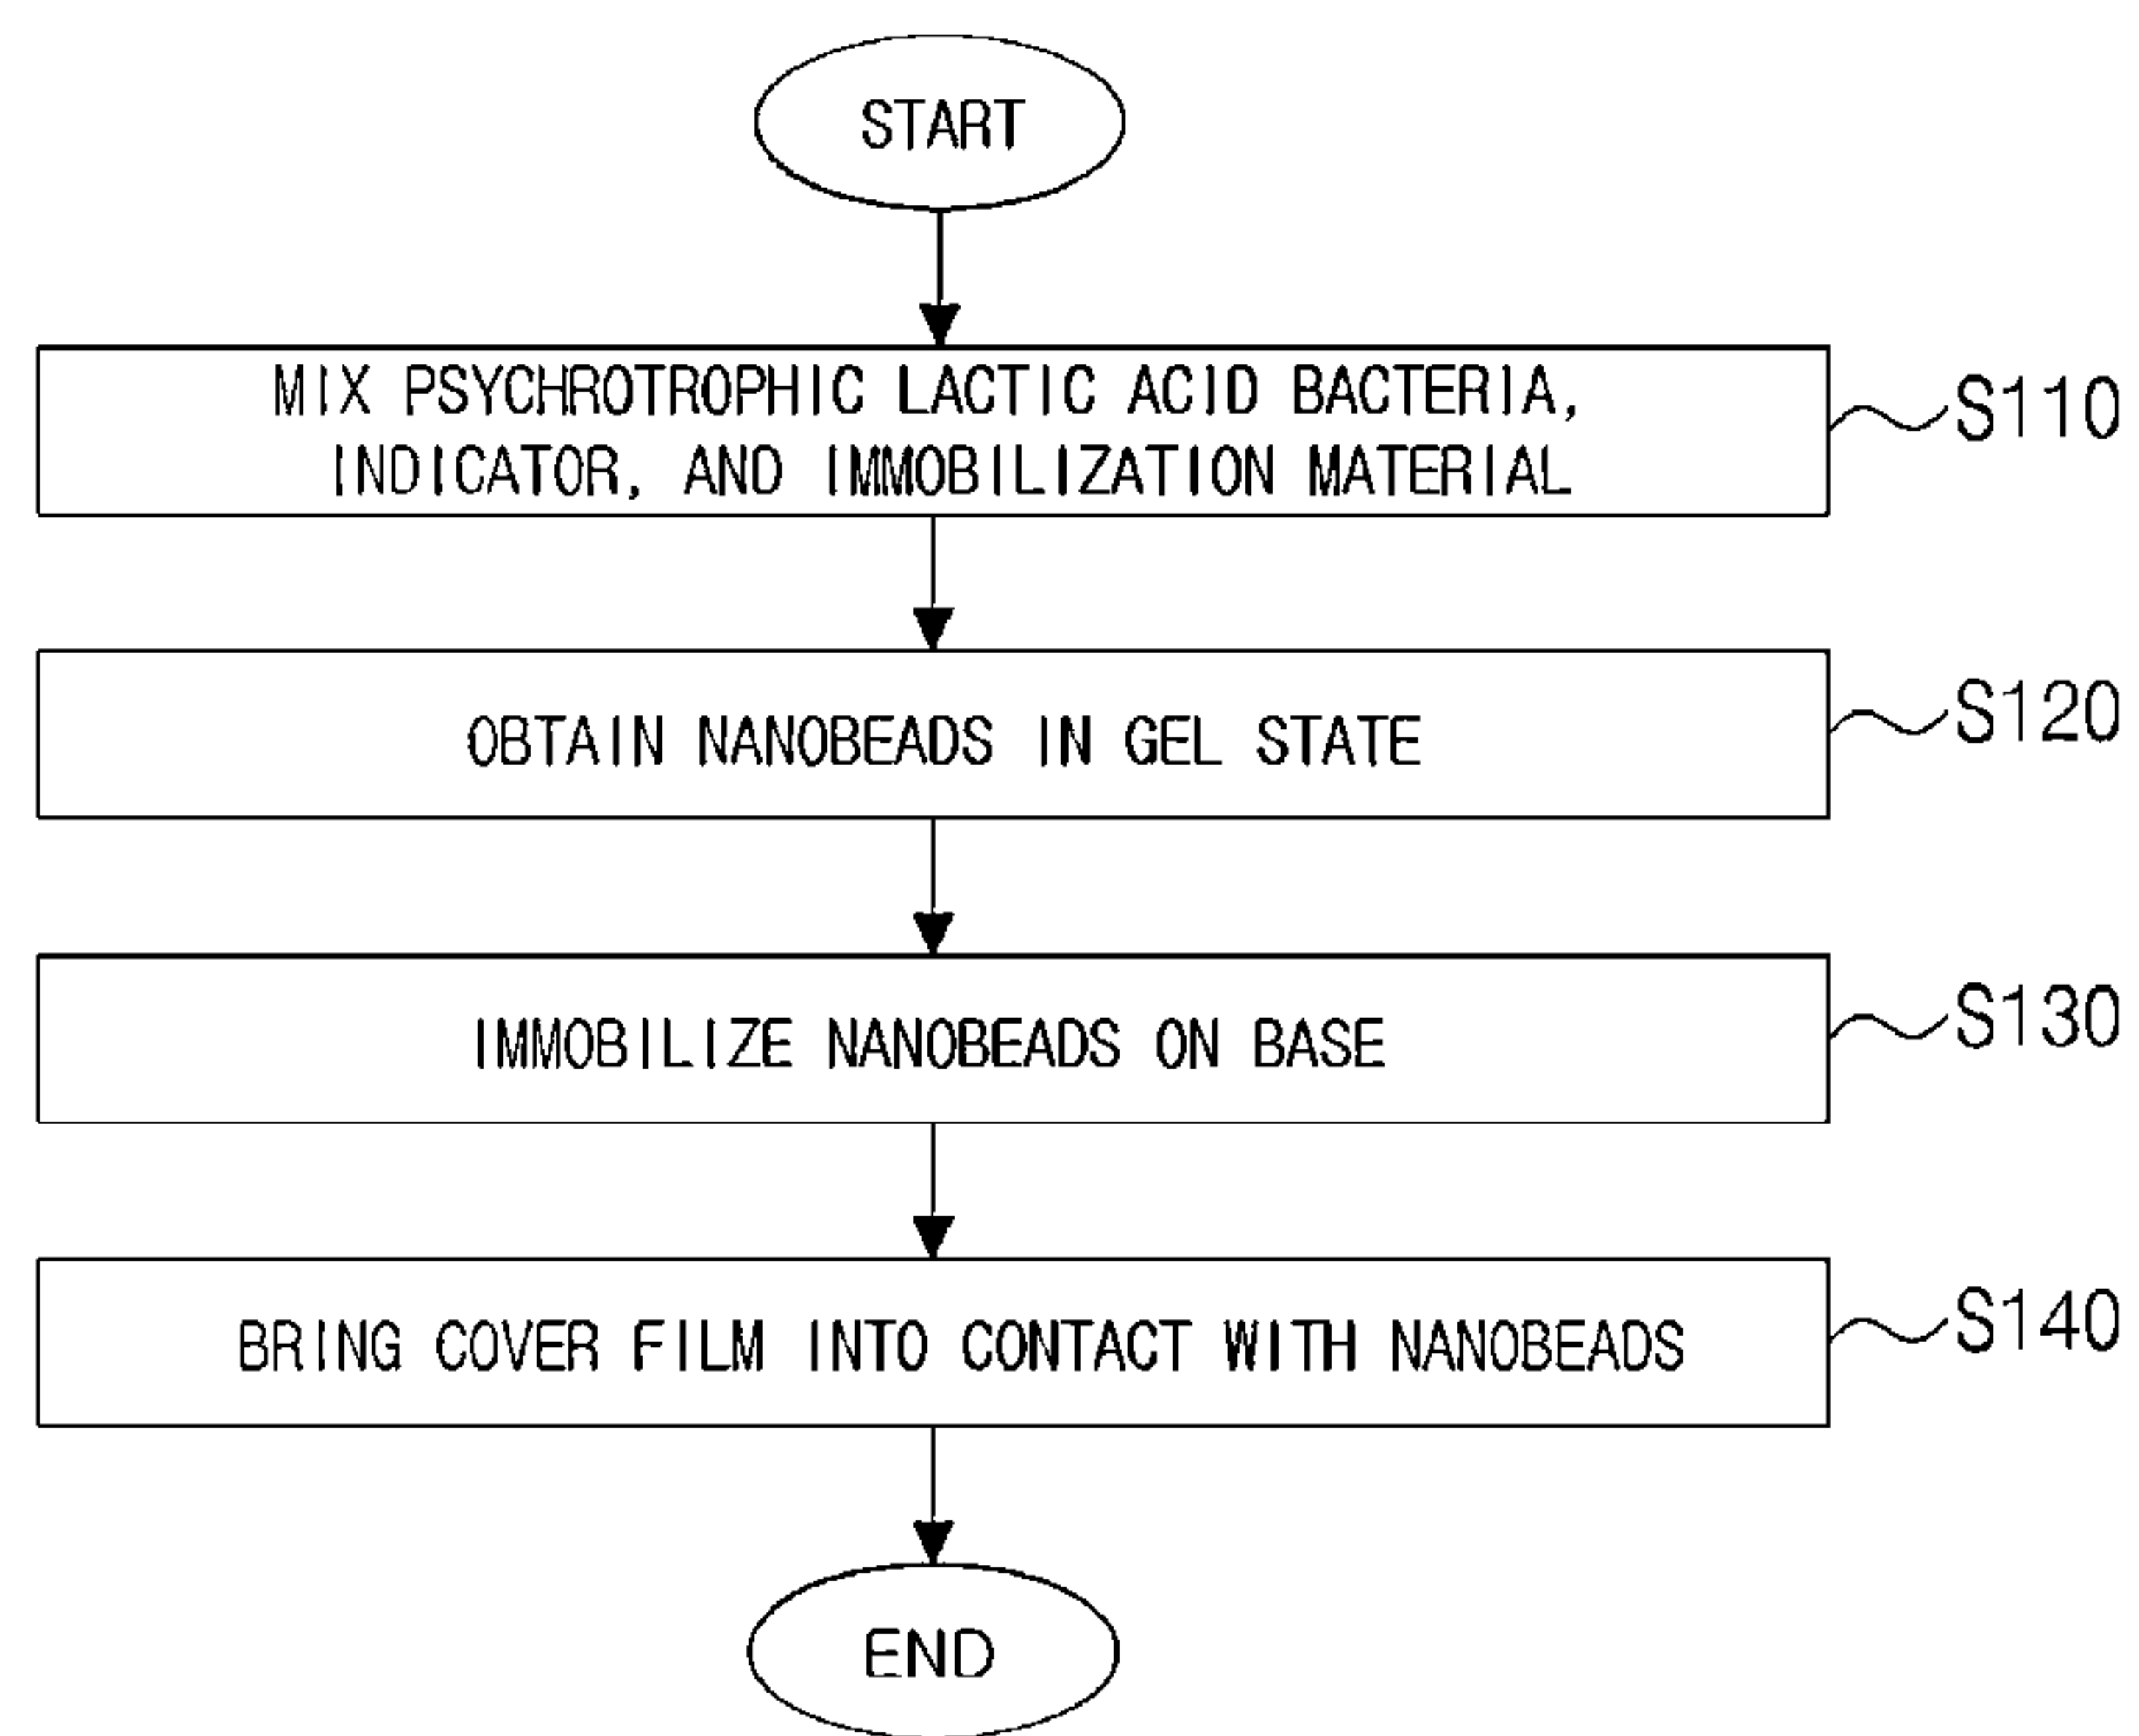 START
MIX PSYCHROTROPHIC LACTIC ACID BACTERIA,
INDICATOR, AND IMMOBILIZATION MATERIAL
S110
OBTAIN NANOBEADS IN GEL STATE
S120
IMMOBILIZE NANOBEADS ON BASE
S130
BRING COVER FILM INTO CONTACT WITH NANOBEADS
S140
END